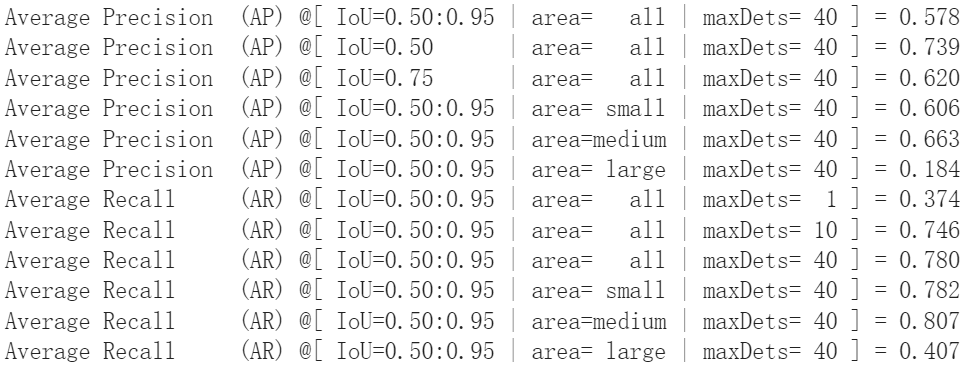 Average Precision  (AP) @[ IoU=0.50:0.95 | area=   all | maxDets= 40 ] = 0.578
Average Precision  (AP) @[ IoU=0.50      | area=   all | maxDets= 40 ] = 0.739
Average Precision  (AP) @[ IoU=0.75      | area=   all | maxDets= 40 ] = 0.620
Average Precision  (AP) @[ IoU=0.50:0.95 | area= small | maxDets= 40 ] = 0.606
Average Precision  (AP) @[ IoU=0.50:0.95 | area=medium | maxDets= 40 ] = 0.663
Average Precision  (AP) @[ IoU=0.50:0.95 | area= large | maxDets= 40 ] = 0.184
Average Recall     (AR) @[ IoU=0.50:0.95 | area=   all | maxDets=  1 ] = 0.374
Average Recall     (AR) @[ IoU=0.50:0.95 | area=   all | maxDets= 10 ] = 0.746
Average Recall     (AR) @[ IoU=0.50:0.95 | area=   all | maxDets= 40 ] = 0.780
Average Recall     (AR) @[ IoU=0.50:0.95 | area= small | maxDets= 40 ] = 0.782
Average Recall     (AR) @[ IoU=0.50:0.95 | area=medium | maxDets= 40 ] = 0.807
Average Recall     (AR) @[ IoU=0.50:0.95 | area= large | maxDets= 40 ] = 0.407